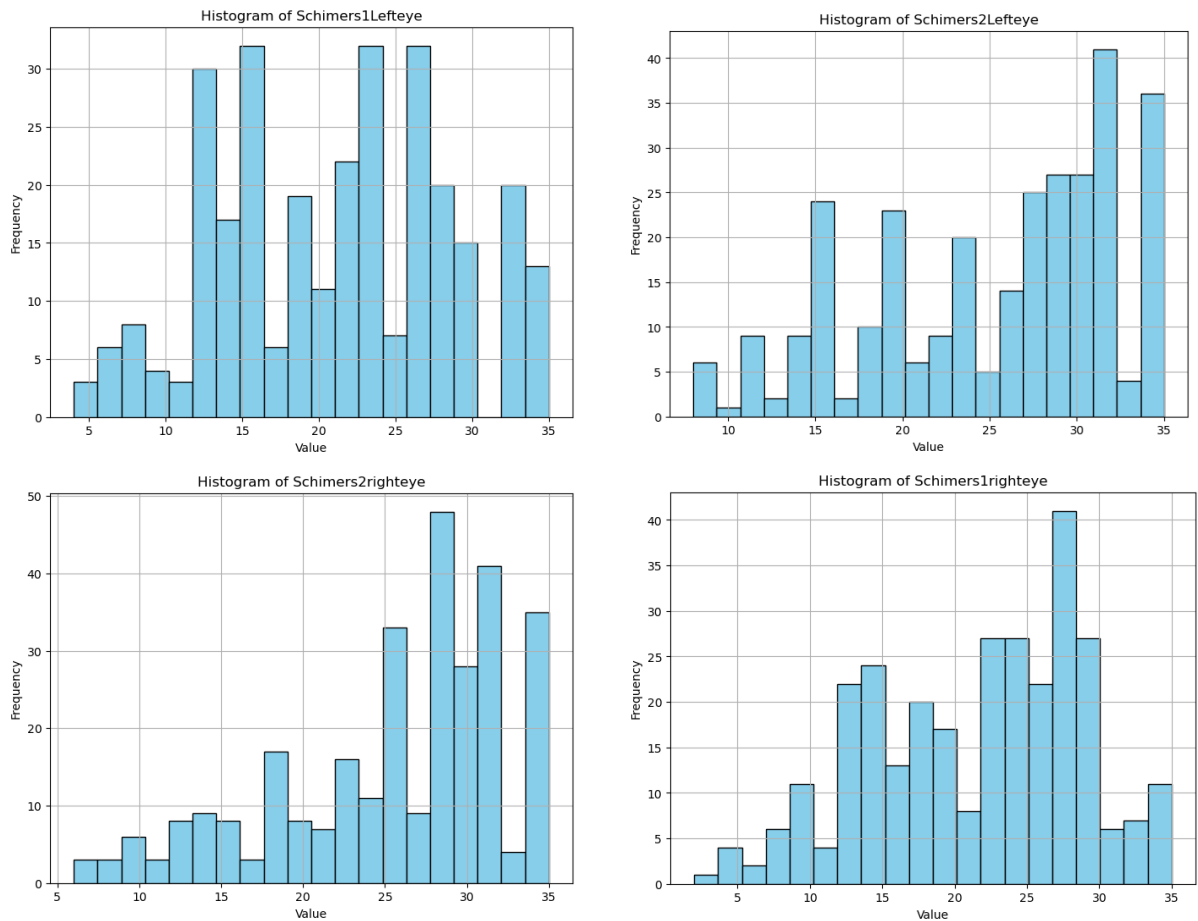 Histogram of Schimers1Lefteye
30
25
20
15
10
5
0
Frequency
5 10 15 20 25 30 35
Value
Histogram of Schimers2Lefteye
40
35
30
25
20
15
10
5
0
Frequency
10 15 20 25 30 35
Value
Histogram of Schimers2righteye
50
40
30
20
10
0
Frequency
5 10 15 20 25 30 35
Value
Histogram of Schimers1righteye
40
35
30
25
20
15
10
5
0
Frequency
5 10 15 20 25 30 35
Value